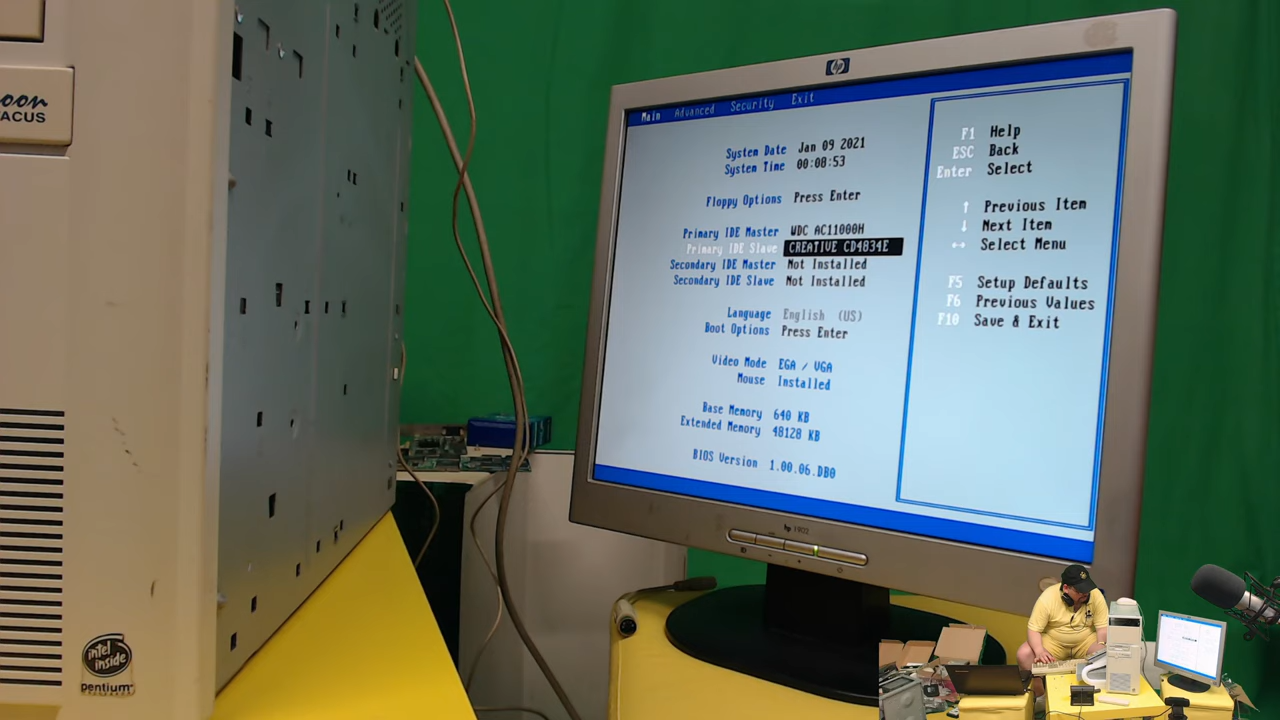 oon
ACUS
intel
inside
pentium
hp
Main Advanced Security Exit
System Date Jan 09 2021
System Time 00:08:53
Floppy Options Press Enter
Primary IDE Master WDC AC11000H
Primary IDE Slave CREATIVE CD4834E
Secondary IDE Master Not Installed
Secondary IDE Slave Not Installed
Language English (US)
Boot Options Press Enter
Video Mode EGA / VGA
Mouse Installed
Base Memory 640 KB
Extended Memory 48128 KB
BIOS Version 1.00.06.DB0
F1 Help
ESC Back
Enter Select
↑ Previous Item
↓ Next Item
↔ Select Menu
F5 Setup Defaults
F6 Previous Values
F10 Save & Exit